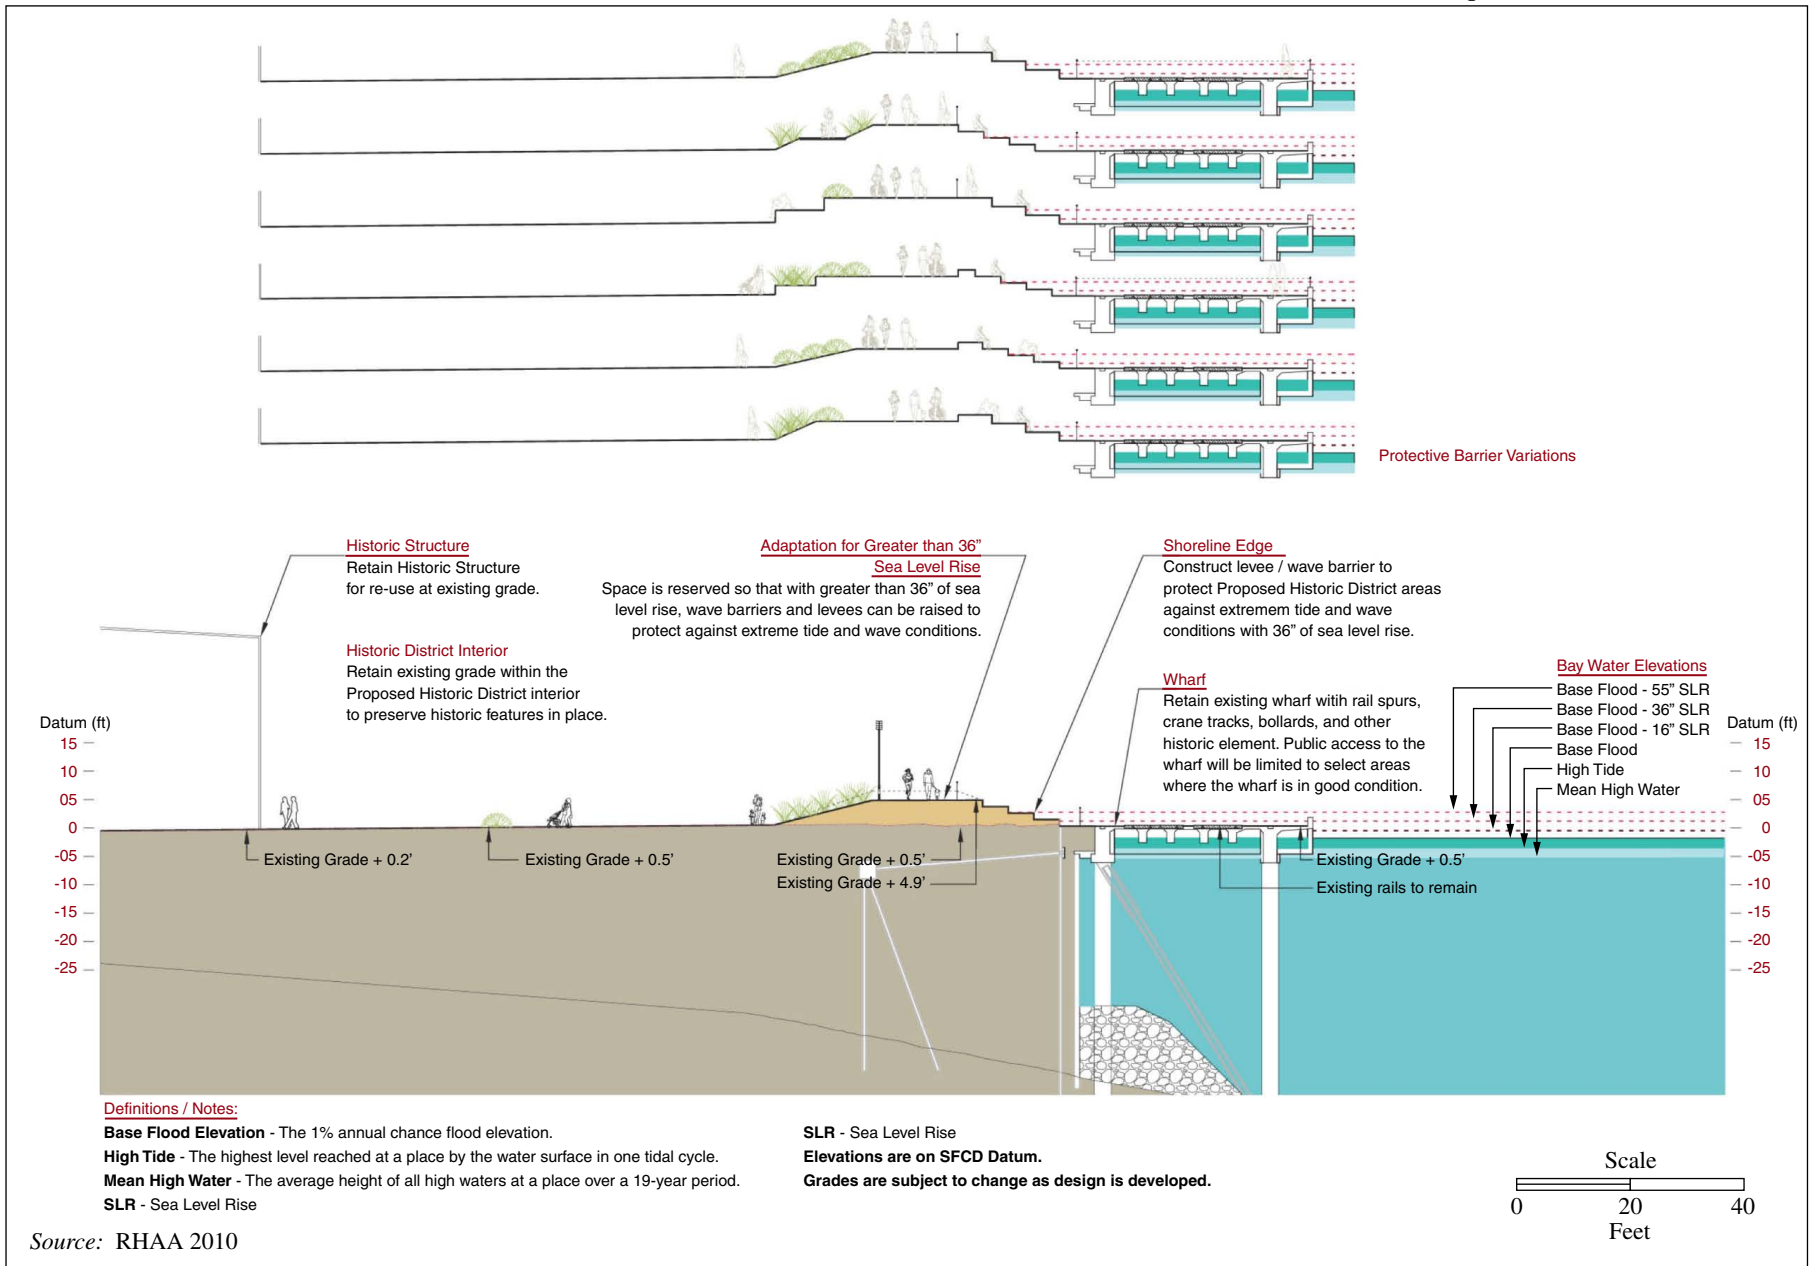 Protective Barrier Variations
Historic Structure
Retain Historic Structure
for re-use at existing grade.
Historic District Interior
Retain existing grade within the
Proposed Historic District interior
to preserve historic features in place.
Adaptation for Greater than 36”
Sea Level Rise
Space is reserved so that with greater than 36” of sea
level rise, wave barriers and levees can be raised to
protect against extreme tide and wave conditions.
Shoreline Edge
Construct levee / wave barrier to
protect Proposed Historic District areas
against extremem tide and wave
conditions with 36” of sea level rise.
Wharf
Retain existing wharf witih rail spurs,
crane tracks, bollards, and other
historic element. Public access to the
wharf will be limited to select areas
where the wharf is in good condition.
Bay Water Elevations
Base Flood - 55” SLR
Base Flood - 36” SLR
Base Flood - 16” SLR
Base Flood
High Tide
Mean High Water
Datum (ft)
15
10
05
0
-05
-10
-15
-20
-25
Datum (ft)
15
10
05
0
-05
-10
-15
-20
-25
Existing Grade + 0.2’
Existing Grade + 0.5’
Existing Grade + 0.5’
Existing Grade + 4.9’
Existing Grade + 0.5’
Existing rails to remain
Definitions / Notes:
Base Flood Elevation - The 1% annual chance flood elevation.
High Tide - The highest level reached at a place by the water surface in one tidal cycle.
Mean High Water - The average height of all high waters at a place over a 19-year period.
SLR - Sea Level Rise
SLR - Sea Level Rise
Elevations are on SFCD Datum.
Grades are subject to change as design is developed.
Scale
0 20 40
Feet
Source: RHAA 2010